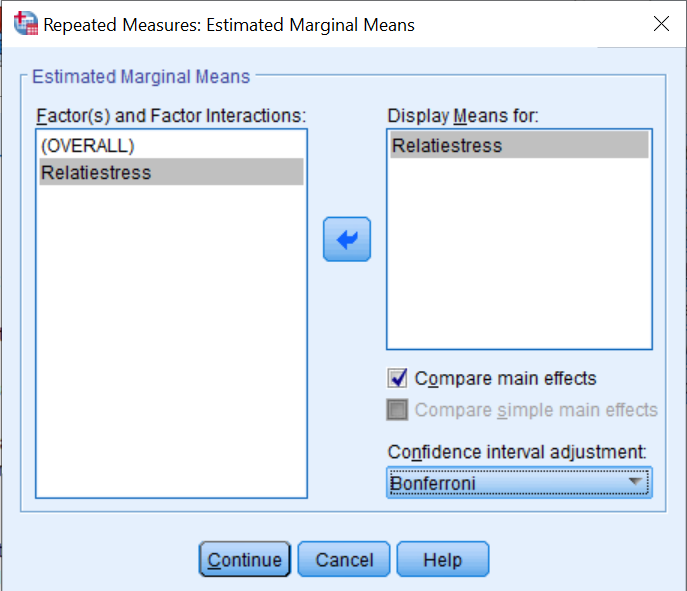 Repeated Measures: Estimated Marginal Means
Estimated Marginal Means
Factor(s) and Factor Interactions:
(OVERALL)
Relatiestress
Display Means for:
Relatiestress
Compare main effects
Compare simple main effects
Confidence interval adjustment:
Bonferroni
Continue
Cancel
Help